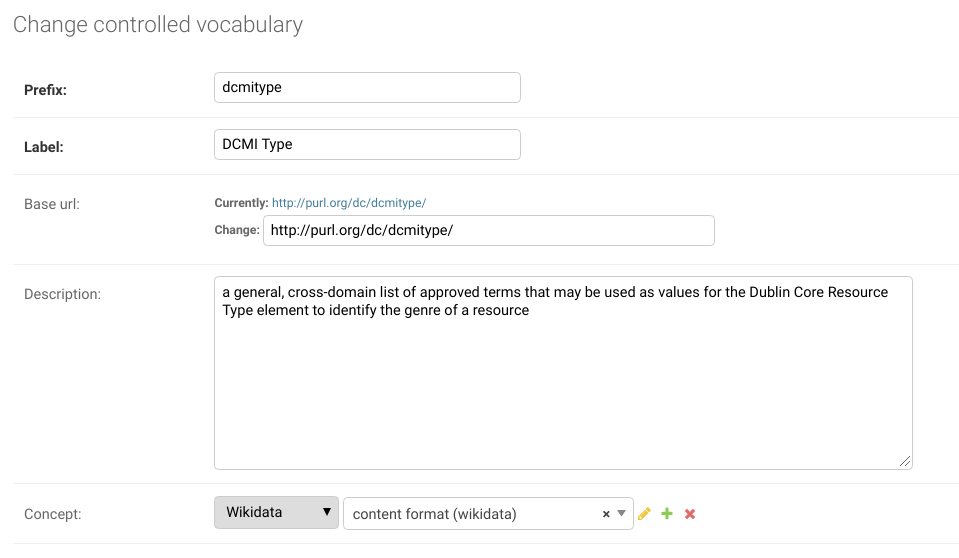 Change controlled vocabulary
Prefix:
dcmitype
Label:
DCMI Type
Base url:
Currently: http://purl.org/dc/dcmitype/
Change: http://purl.org/dc/dcmitype/
Description:
a general, cross-domain list of approved terms that may be used as values for the Dublin Core Resource
Type element to identify the genre of a resource
Concept:
Wikidata
content format (wikidata)